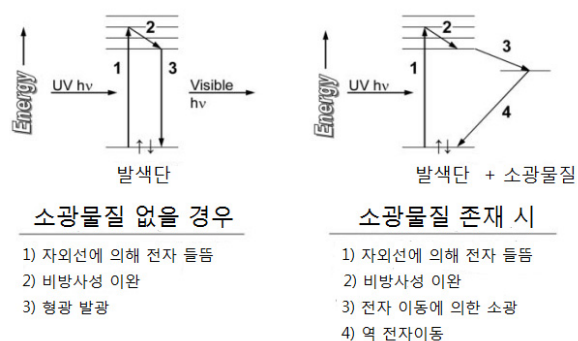 Energy
1
2
3
UV hν
Visible
hν
발색단
Energy
1
2
3
4
UV hν
발색단 + 소광물질
소광물질 없을 경우
1) 자외선에 의해 전자 들뜸
2) 비방사성 이완
3) 형광 발광
소광물질 존재 시
1) 자외선에 의해 전자 들뜸
2) 비방사성 이완
3) 전자 이동에 의한 소광
4) 역 전자이동